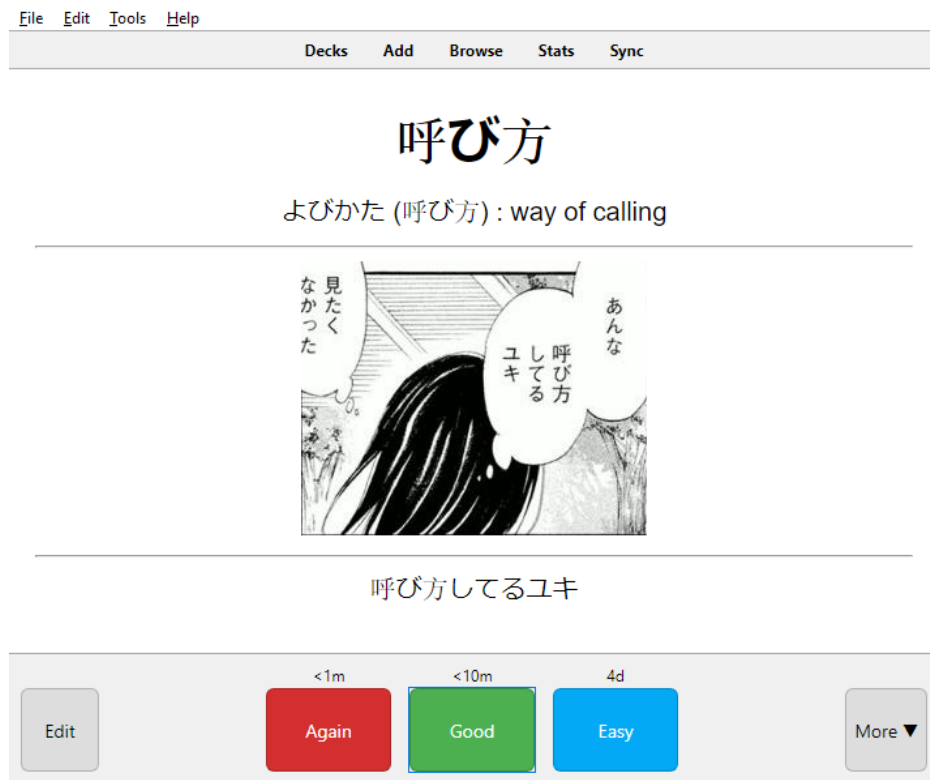 File Edit Tools Help
Decks Add Browse Stats Sync
呼び方
よびかた (呼び方) : way of calling
あんな
呼び方
してる
ユキ
見たく
なかった
呼び方してるユキ
<1m <10m 4d
Edit Again Good Easy More ▼